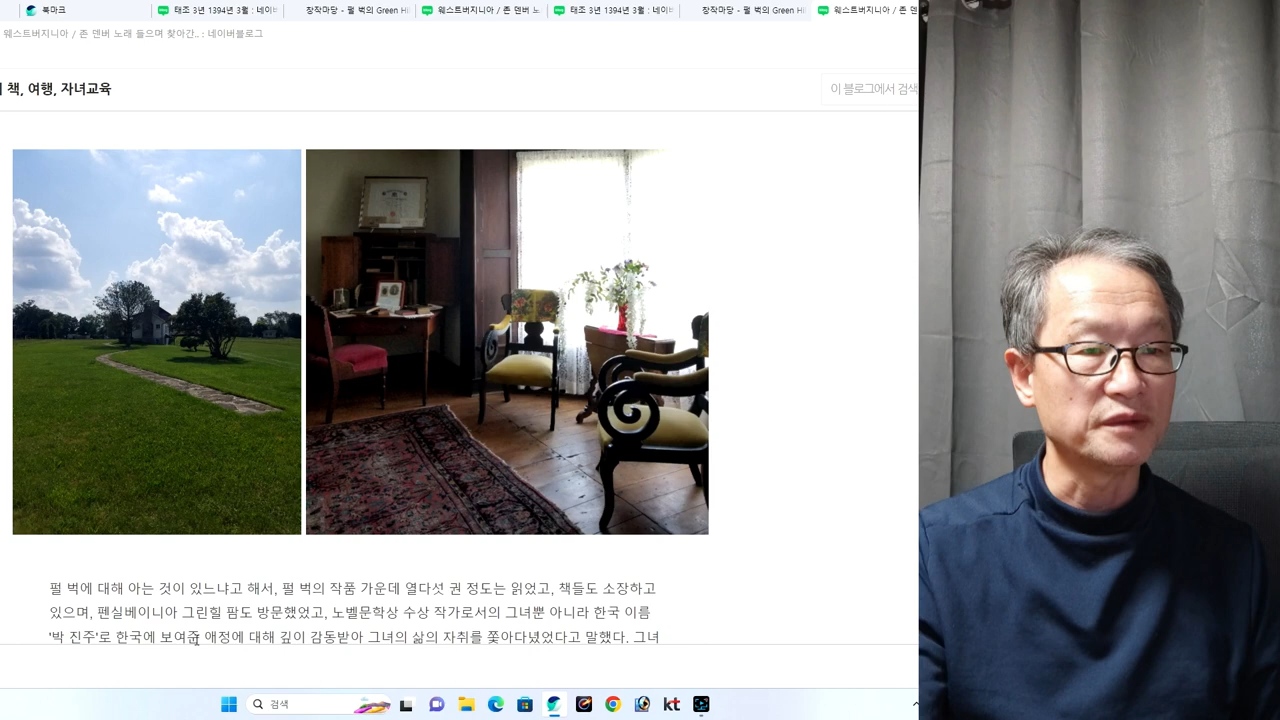 북마크
태조 3년 1394년 3월 : 네이버
창작마당 - 펄 벅의 Green Hi
웨스트버지니아 / 존 덴버 노
태조 3년 1394년 3월 : 네이버
창작마당 - 펄 벅의 Green Hi
웨스트버지니아 / 존 덴
웨스트버지니아 / 존 덴버 노래 들으며 찾아간.. : 네이버블로그
책, 여행, 자녀교육
이 블로그에서 검색
펄 벅에 대해 아는 것이 있느냐고 해서, 펄 벅의 작품 가운데 열다섯 권 정도는 읽었고, 책들도 소장하고
있으며, 펜실베이니아 그린힐 팜도 방문했었고, 노벨문학상 수상 작가로서의 그녀뿐 아니라 한국 이름
'박 진주'로 한국에 보여준 애정에 대해 깊이 감동받아 그녀의 삶의 자취를 쫓아다녔었다고 말했다. 그녀
검색
kt